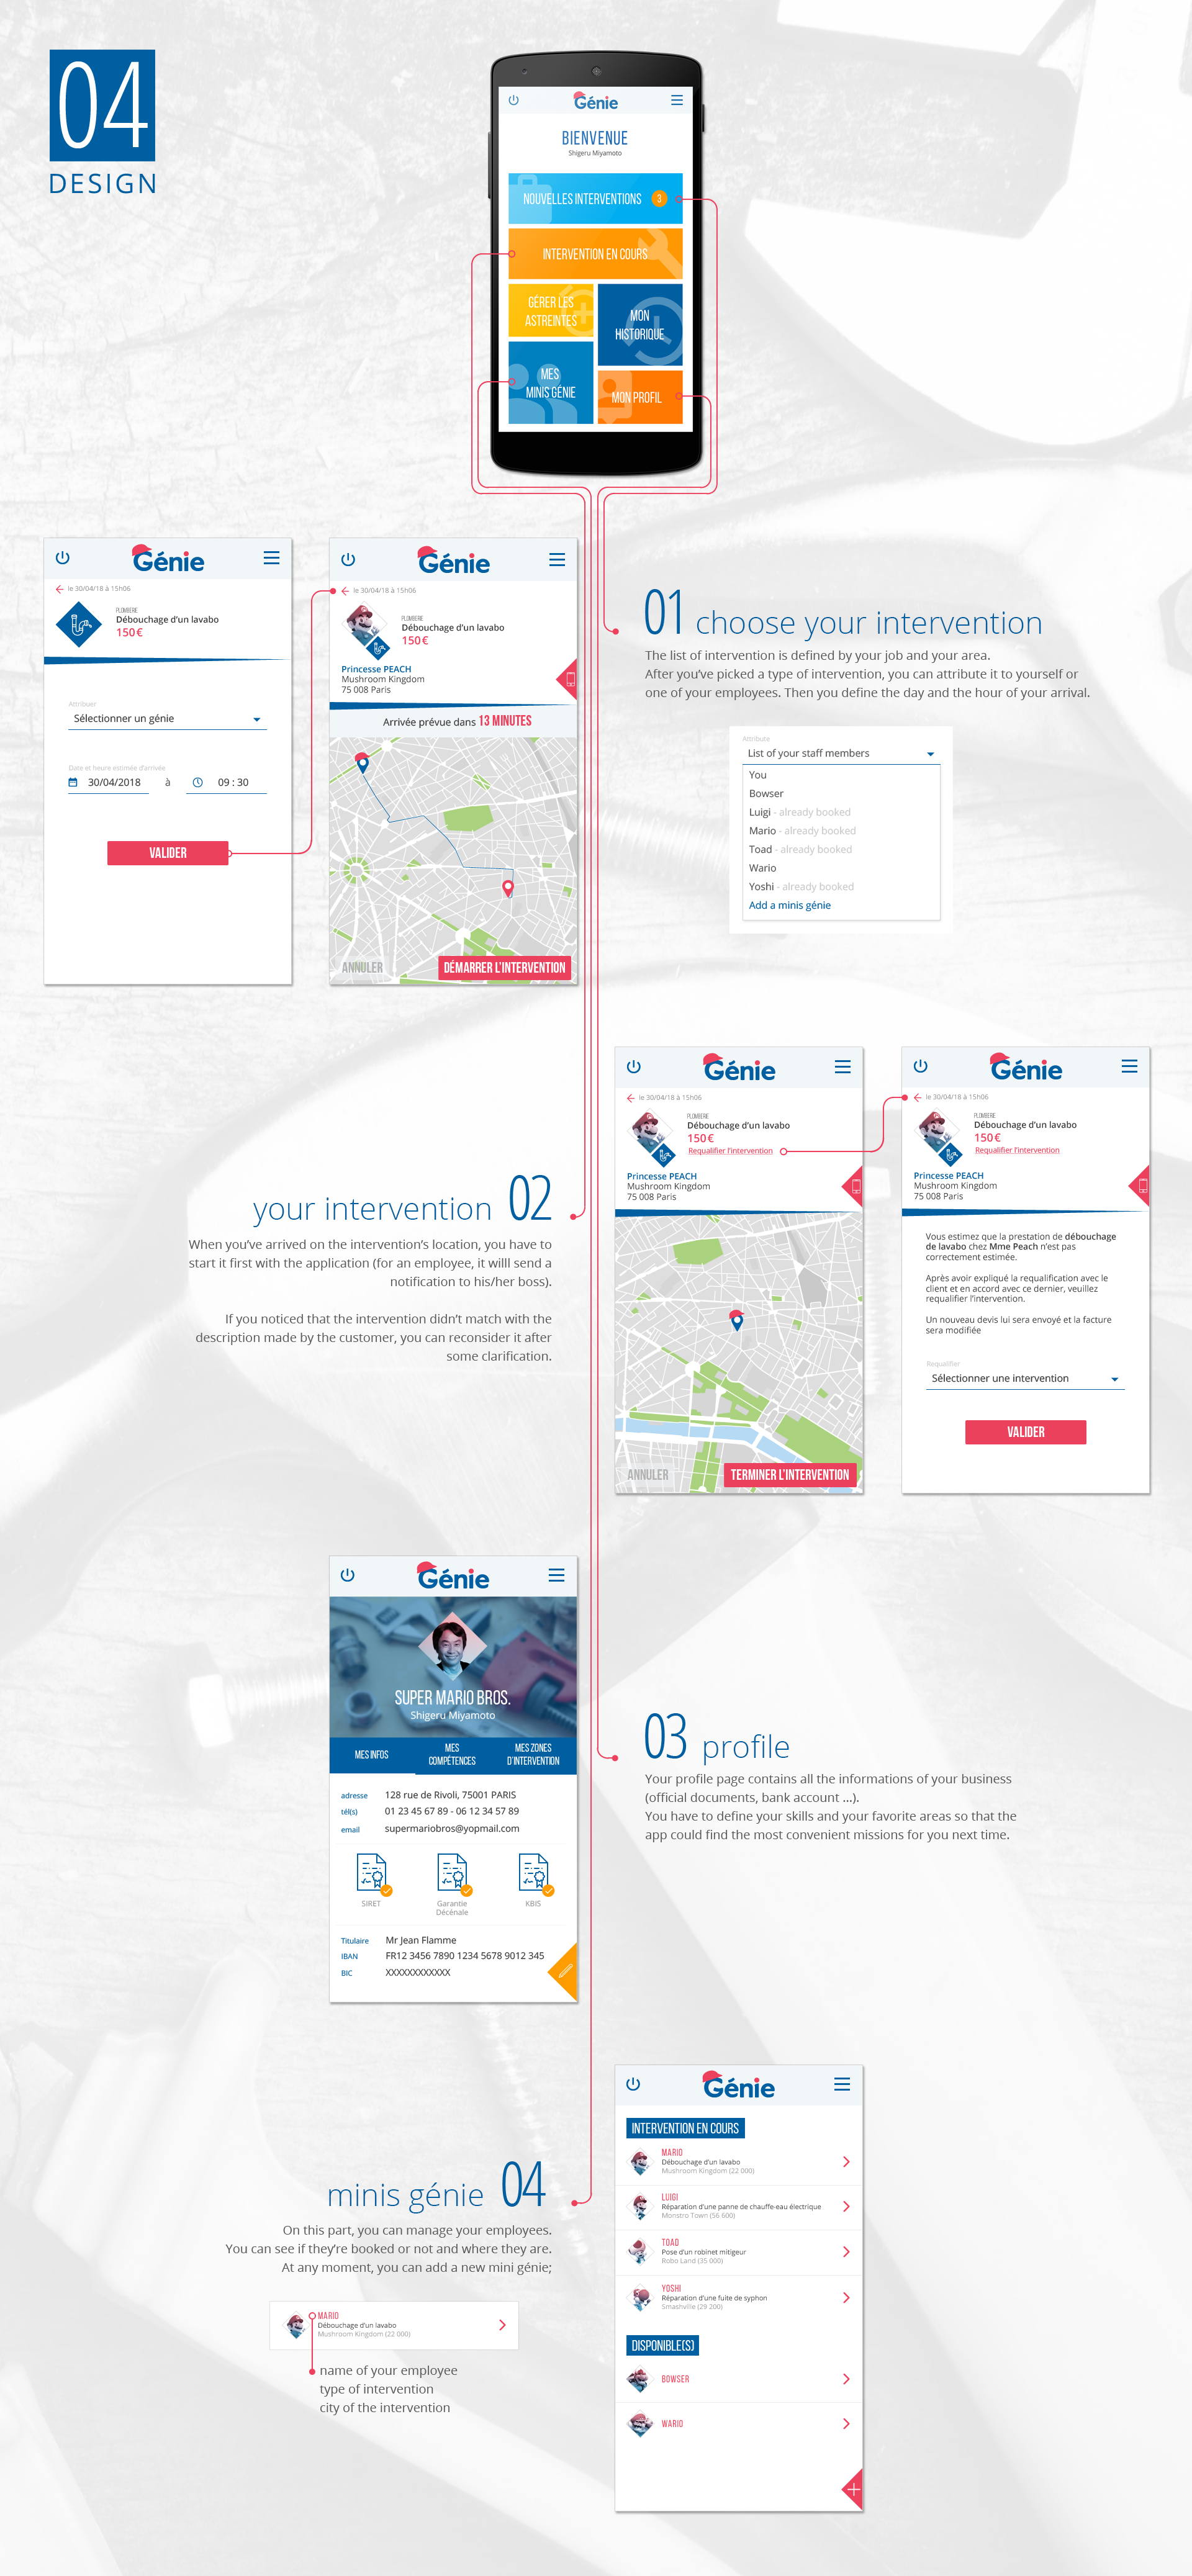 04
DESIGN
Génie
BIENVENUE
Shigeru Miyamoto
NOUVELLES INTERVENTIONS 3
INTERVENTION EN COURS
GÉRER LES
ASTREINTES
MON
HISTORIQUE
MES
MINIS GÉNIE
MON PROFIL
Génie
le 30/04/18 à 15h06
PLOMBERIE
Débouchage d'un lavabo
150€
Attribuer
Sélectionner un génie
Date et heure estimée d'arrivée
30/04/2018 à 09 : 30
VALIDER
Génie
le 30/04/18 à 15h06
PLOMBERIE
Débouchage d'un lavabo
150€
Princesse PEACH
Mushroom Kingdom
75 008 Paris
Arrivée prévue dans 13 MINUTES
ANNULER
DÉMARRER L'INTERVENTION
01 choose your intervention
The list of intervention is defined by your job and your area.
After you've picked a type of intervention, you can attribute it to yourself or
one of your employees. Then you define the day and the hour of your arrival.
Attribure
List of your staff members
You
Bowser
Luigi - already booked
Mario - already booked
Toad - already booked
Wario
Yoshi - already booked
Add a minis génie
your intervention 02
When you've arrived on the intervention's location, you have to
start it first with the application (for an employee, it willl send a
notification to his/her boss).
If you noticed that the intervention didn't match with the
description made by the customer, you can reconsider it after
some clarification.
Génie
le 30/04/18 à 15h06
PLOMBERIE
Débouchage d'un lavabo
150€
Requalifier l'intervention
Princesse PEACH
Mushroom Kingdom
75 008 Paris
ANNULER
TERMINER L'INTERVENTION
Génie
le 30/04/18 à 15h06
PLOMBERIE
Débouchage d'un lavabo
150€
Requalifier l'intervention
Princesse PEACH
Mushroom Kingdom
75 008 Paris
Vous estimez que la prestation de débouchage
de lavabo chez Mme Peach n'est pas
correctement estimée.
Après avoir expliqué la requalification avec le
client et en accord avec ce dernier, veuillez
requalifier l'intervention.
Un nouveau devis lui sera envoyé et la facture
sera modifiée
Requalifier
Sélectionner une intervention
VALIDER
Génie
SUPER MARIO BROS.
Shigeru Miyamoto
MES INFOS
MES
COMPÉTENCES
MES ZONES
D'INTERVENTION
adresse 128 rue de Rivoli, 75001 PARIS
tél(s) 01 23 45 67 89 - 06 12 34 57 89
email supermariobros@yopmail.com
SIRET
Garantie
Décénale
KBIS
Titulaire Mr Jean Flamme
IBAN FR12 3456 7890 1234 5678 9012 345
BIC XXXXXXXXXXXX
03 profile
Your profile page contains all the informations of your business
(official documents, bank account ...).
You have to define your skills and your favorite areas so that the
app could find the most convenient missions for you next time.
minis génie 04
On this part, you can manage your employees.
You can see if they're booked or not and where they are.
At any moment, you can add a new mini génie;
MARIO
Débouchage d'un lavabo
Mushroom Kingdom (22 000)
name of your employee
type of intervention
city of the intervention
Génie
INTERVENTION EN COURS
MARIO
Débouchage d'un lavabo
Mushroom Kingdom (22 000)
LUIGI
Réparation d'une panne de chauffe-eau électrique
Monstro Town (56 600)
TOAD
Pose d'un robinet mitigeur
Robo Land (35 000)
YOSHI
Réparation d'une fuite de syphon
Smashville (29 200)
DISPONIBLE(S)
BOWSER
WARIO